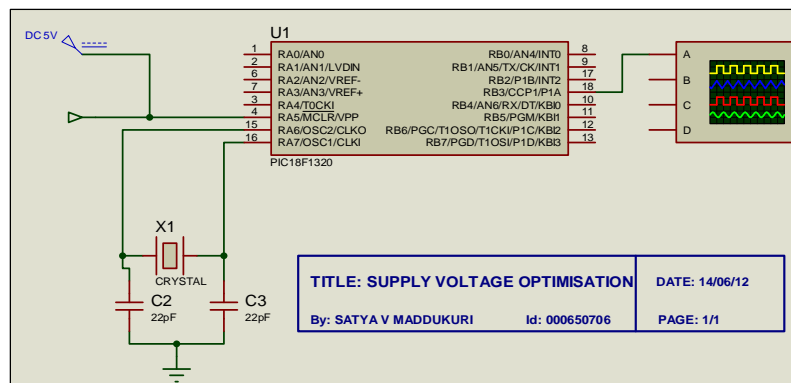 DC 5V
U1
1 RA0/AN0 RB0/AN4/INT0 8
2 RA1/AN1/LVDIN RB1/AN5/TX/CK/INT1 9
6 RA2/AN2/VREF- RB2/P1B/INT2 17
7 RA3/AN3/VREF+ RB3/CCP1/P1A 18
3 RA4/T0CKI RB4/AN6/RX/DT/KBI0 10
4 RA5/MCLR/VPP RB5/PGM/KBI1 11
15 RA6/OSC2/CLKO RB6/PGC/T1OSO/T1CKI/P1C/KBI2 12
16 RA7/OSC1/CLKI RB7/PGD/T1OSI/P1D/KBI3 13
PIC18F1320
A
B
C
D
X1
CRYSTAL
C2
22pF
C3
22pF
TITLE: SUPPLY VOLTAGE OPTIMISATION DATE: 14/06/12
By: SATYA V MADDUKURI Id: 000650706 PAGE: 1/1